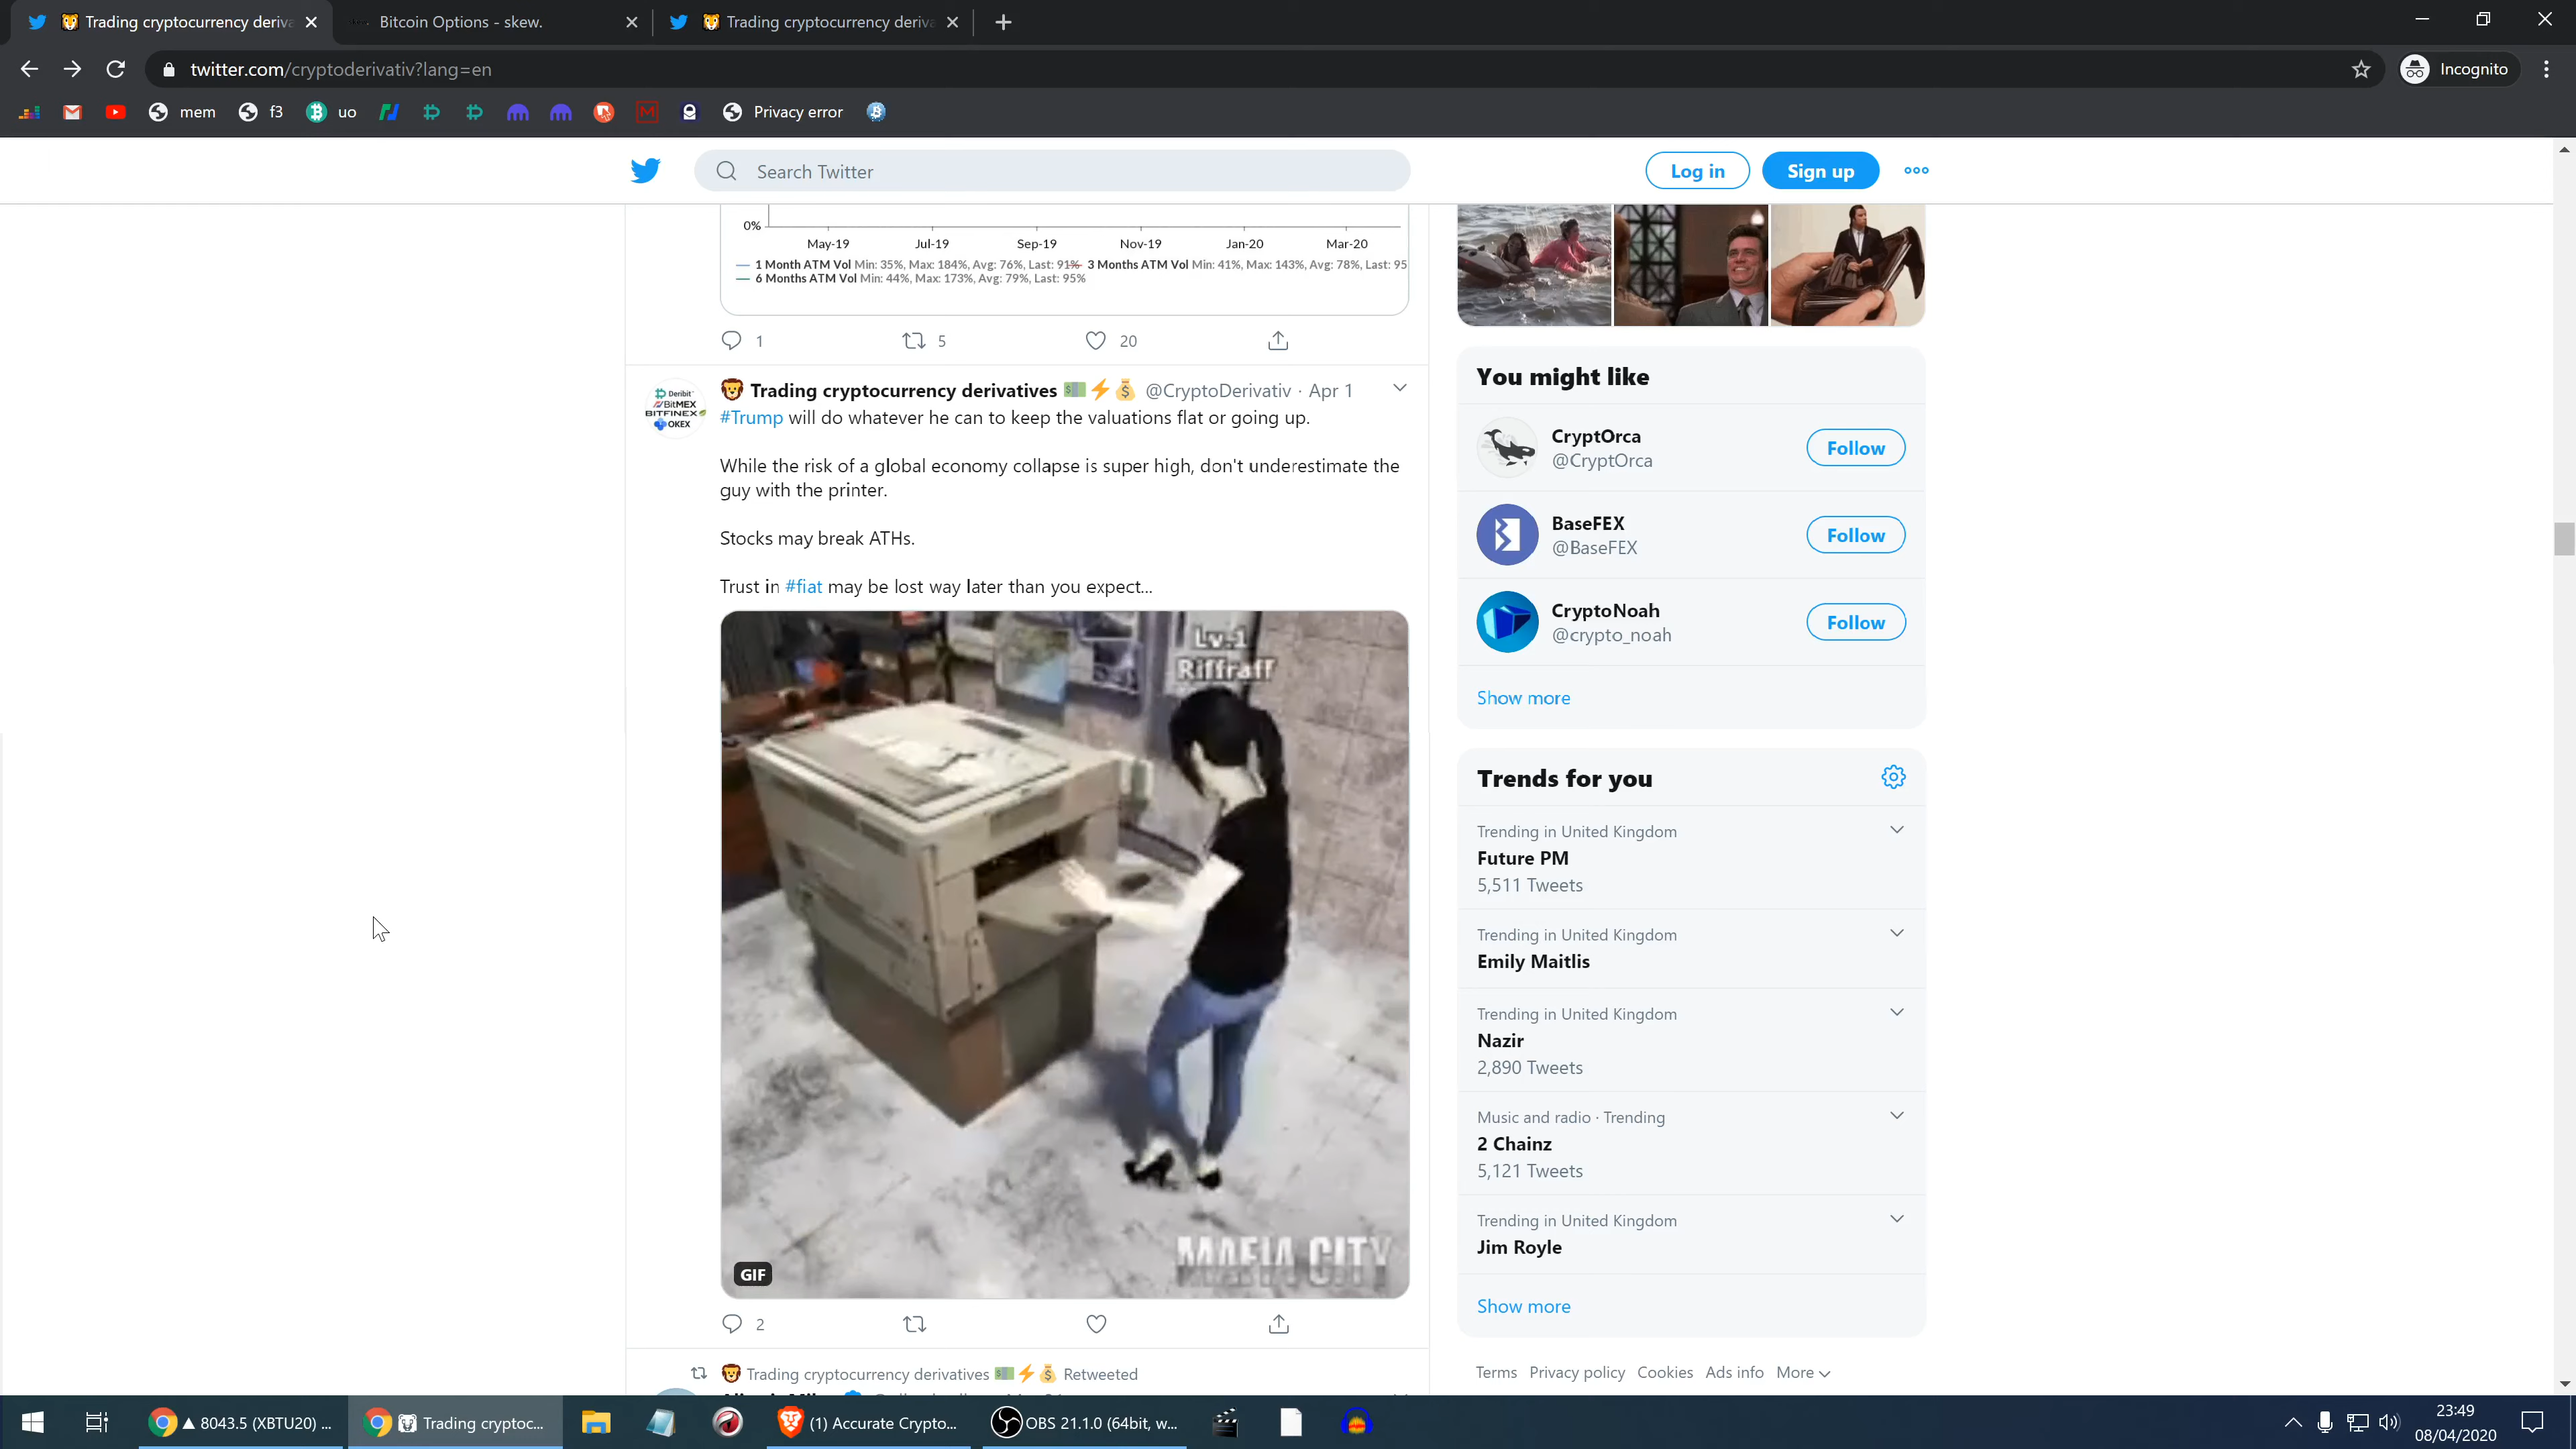 Trading cryptocurrency deriva
Bitcoin Options - skew.
Trading cryptocurrency deriva
twitter.com/cryptoderivativ?lang=en
Incognito
mem
f3
uo
Privacy error
Search Twitter
Log in
Sign up
0%
May-19 Jul-19 Sep-19 Nov-19 Jan-20 Mar-20
1 Month ATM Vol Min: 35%, Max: 184%, Avg: 76%, Last: 91% 3 Months ATM Vol Min: 41%, Max: 143%, Avg: 78%, Last: 95
6 Months ATM Vol Min: 44%, Max: 173%, Avg: 79%, Last: 95%
1 5 20
Deribit
BitMEX
BITFINEX
OKEX
🦁 Trading cryptocurrency derivatives 💵⚡💰 @CryptoDerivativ · Apr 1
#Trump will do whatever he can to keep the valuations flat or going up.
While the risk of a global economy collapse is super high, don't underestimate the
guy with the printer.
Stocks may break ATHs.
Trust in #fiat may be lost way later than you expect...
Lv.1
Riffraff
MAFIA CITY
GIF
2
🦁 Trading cryptocurrency derivatives 💵⚡💰 Retweeted
You might like
CryptOrca
@CryptOrca
Follow
BaseFEX
@BaseFEX
Follow
CryptoNoah
@crypto_noah
Follow
Show more
Trends for you
Trending in United Kingdom
Future PM
5,511 Tweets
Trending in United Kingdom
Emily Maitlis
Trending in United Kingdom
Nazir
2,890 Tweets
Music and radio · Trending
2 Chainz
5,121 Tweets
Trending in United Kingdom
Jim Royle
Show more
Terms Privacy policy Cookies Ads info More
▲ 8043.5 (XBTU20) ...
Trading cryptoc...
(1) Accurate Crypto...
OBS 21.1.0 (64bit, w...
23:49
08/04/2020